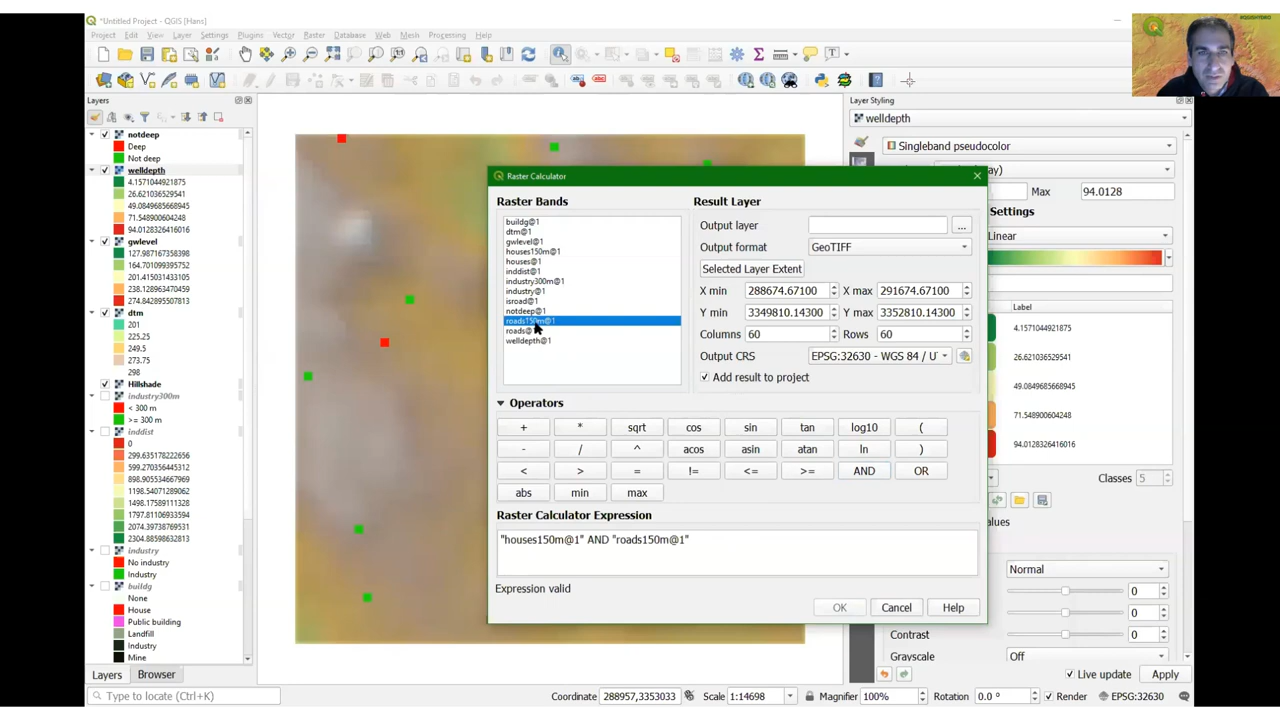 *Untitled Project - QGIS [Hans]
Project Edit View Layer Settings Plugins Vector Raster Database Web Mesh Processing Help
Layers
notdeep
Deep
Not deep
welldepth
4.1571044921875
26.621036529541
49.0849685668945
71.548900604248
94.0128326416016
gwlevel
127.987167358398
164.701099395752
201.415031433105
238.128963470459
274.842895507813
dtm
201
225.25
249.5
273.75
298
Hillshade
industry300m
< 300 m
>= 300 m
inddist
0
299.635178222656
599.270356445312
898.905534667969
1198.54071289062
1498.17589111328
1797.81106933594
2074.39738769531
2304.88598632813
industry
No industry
Industry
buildg
None
House
Public building
Landfill
Industry
Mine
Layers Browser
Type to locate (Ctrl+K)
Raster Calculator
Raster Bands
buildg@1
dtm@1
gwlevel@1
houses150m@1
houses@1
inddist@1
industry300m@1
industry@1
isroad@1
notdeep@1
roads150m@1
roads@
welldepth@1
Result Layer
Output layer ...
Output format GeoTIFF
Selected Layer Extent
X min 288674.67100 X max 291674.67100
Y min 3349810.14300 Y max 3352810.14300
Columns 60 Rows 60
Output CRS EPSG:32630 - WGS 84 / U
Add result to project
Operators
+ * sqrt cos sin tan log10 (
- / ^ acos asin atan ln )
< > = != <= >= AND OR
abs min max
Raster Calculator Expression
"houses150m@1" AND "roads150m@1"
Expression valid
OK Cancel Help
Layer Styling
welldepth
Singleband pseudocolor
Max 94.0128
Settings
Linear
Label
4.1571044921875
26.621036529541
49.0849685668945
71.548900604248
94.0128326416016
Classes 5
Normal
0
0
Contrast 0
Grayscale Off
Live update Apply
Coordinate 288957,3353033 Scale 1:14698 Magnifier 100% Rotation 0.0 ° Render EPSG:32630